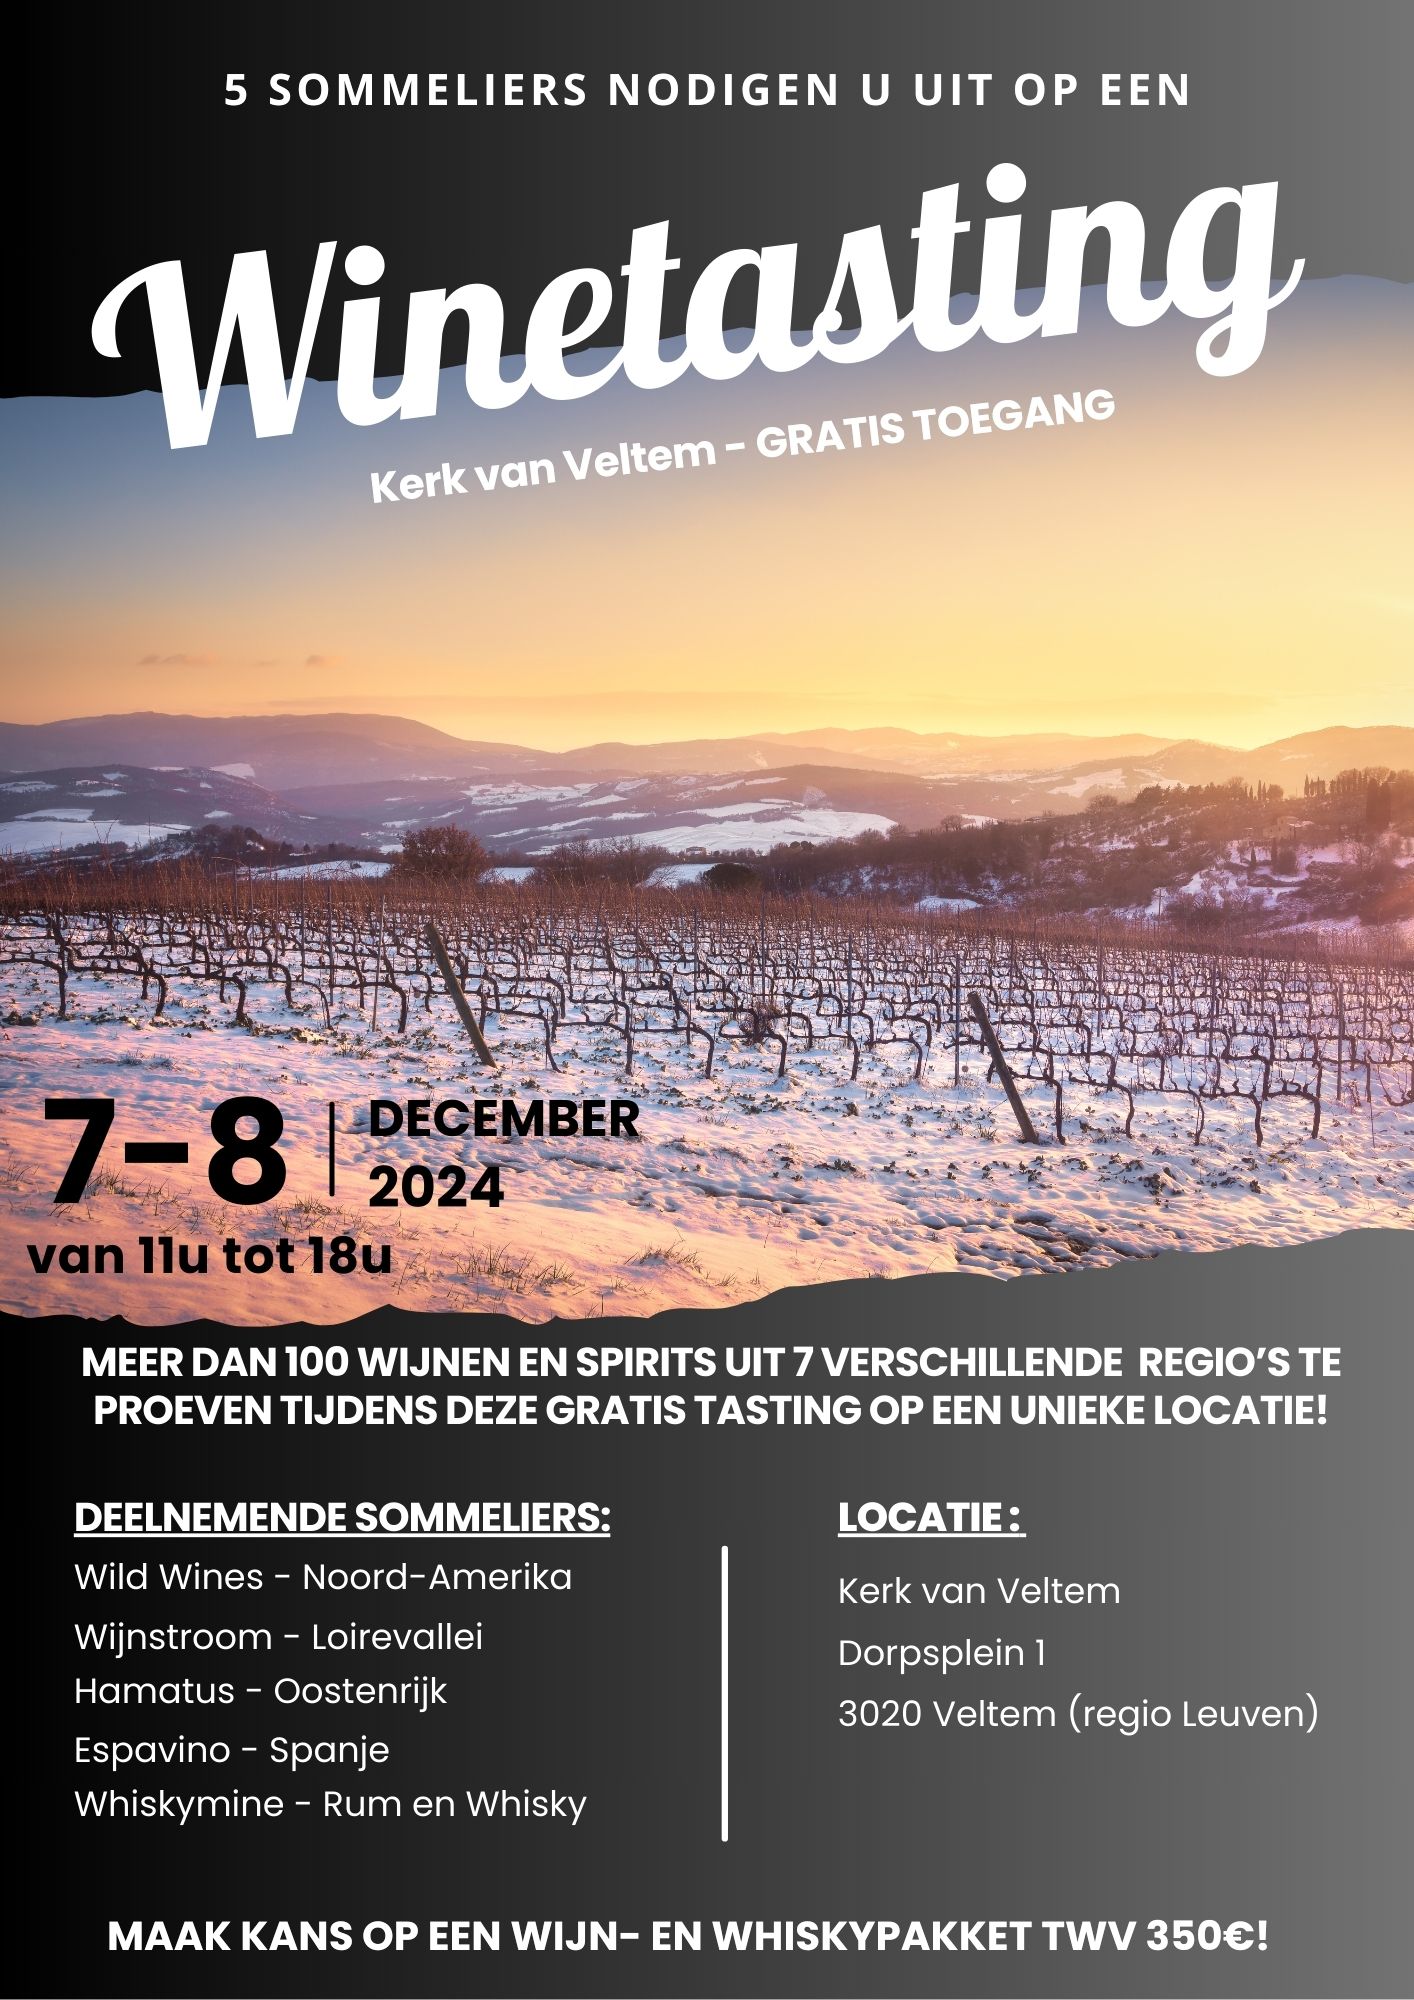 5 SOMMELIERS NODIGEN U UIT OP EEN
Winetasting
Kerk van Veltem - GRATIS TOEGANG
7-8
DECEMBER
2024
van 11u tot 18u
MEER DAN 100 WIJNEN EN SPIRITS UIT 7 VERSCHILLENDE REGIO'S TE
PROEVEN TIJDENS DEZE GRATIS TASTING OP EEN UNIEKE LOCATIE!
DEELNEMENDE SOMMELIERS:
Wild Wines - Noord-Amerika
Wijnstroom - Loirevallei
Hamatus - Oostenrijk
Espavino - Spanje
Whiskymine - Rum en Whisky
LOCATIE :
Kerk van Veltem
Dorpsplein 1
3020 Veltem (regio Leuven)
MAAK KANS OP EEN WIJN- EN WHISKYPAKKET TWV 350€!